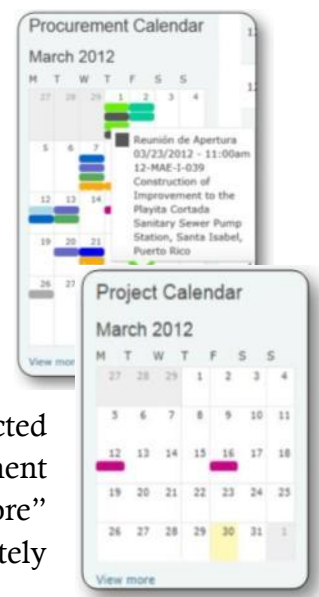 Procurement Calendar
March 2012
M T W T F S S
27 28 29 1 2 3 4
5 6 7
Reunión de Apertura
03/23/2012 - 11:00am
12-MAE-I-039
Construction of
Improvement to the
Playita Cortada
Sanitary Sewer Pump
Station, Santa Isabel,
Puerto Rico
12 13 14
19 20 21
26 27
View more
Project Calendar
March 2012
M T W T F S S
27 28 29 1 2 3 4
5 6 7 8 9 10 11
12 13 14 15 16 17 18
19 20 21 22 23 24 25
26 27 28 29 30 31 1
View more
cted
ment
ore”
tely